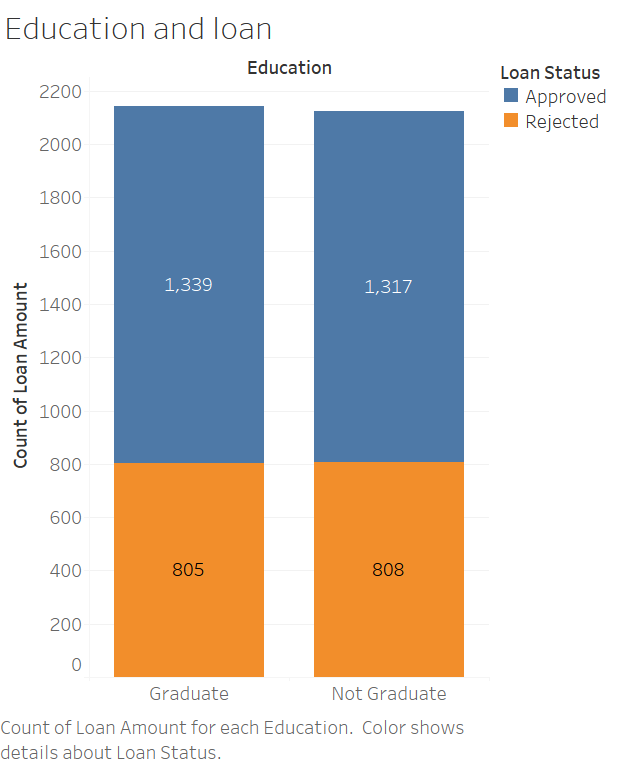 Education and loan
Education
Loan Status
Approved
Rejected
2200
2000
1800
1600
1400
1200
1000
800
600
400
200
0
Count of Loan Amount
1,339
1,317
805
808
Graduate
Not Graduate
Count of Loan Amount for each Education.  Color shows
details about Loan Status.